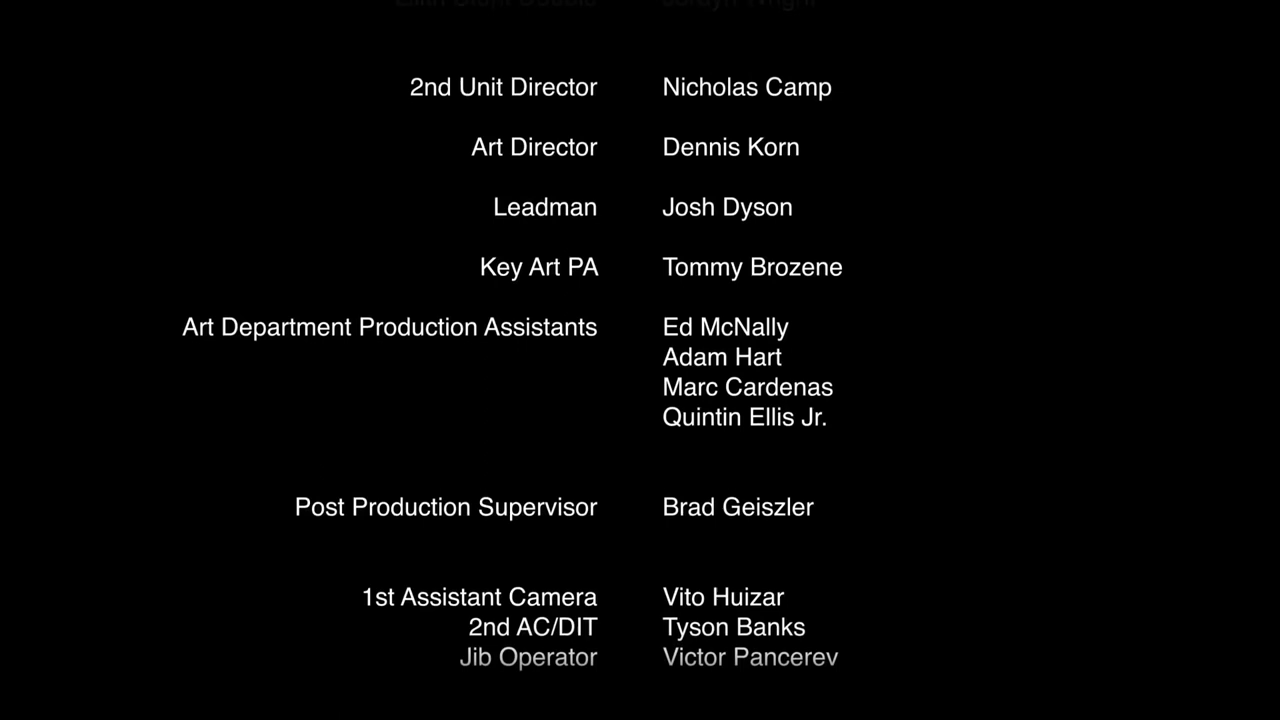 2nd Unit Director Nicholas Camp
Art Director Dennis Korn
Leadman Josh Dyson
Key Art PA Tommy Brozene
Art Department Production Assistants Ed McNally
Adam Hart
Marc Cardenas
Quintin Ellis Jr.
Post Production Supervisor Brad Geiszler
1st Assistant Camera Vito Huizar
2nd AC/DIT Tyson Banks
Jib Operator Victor Pancerev